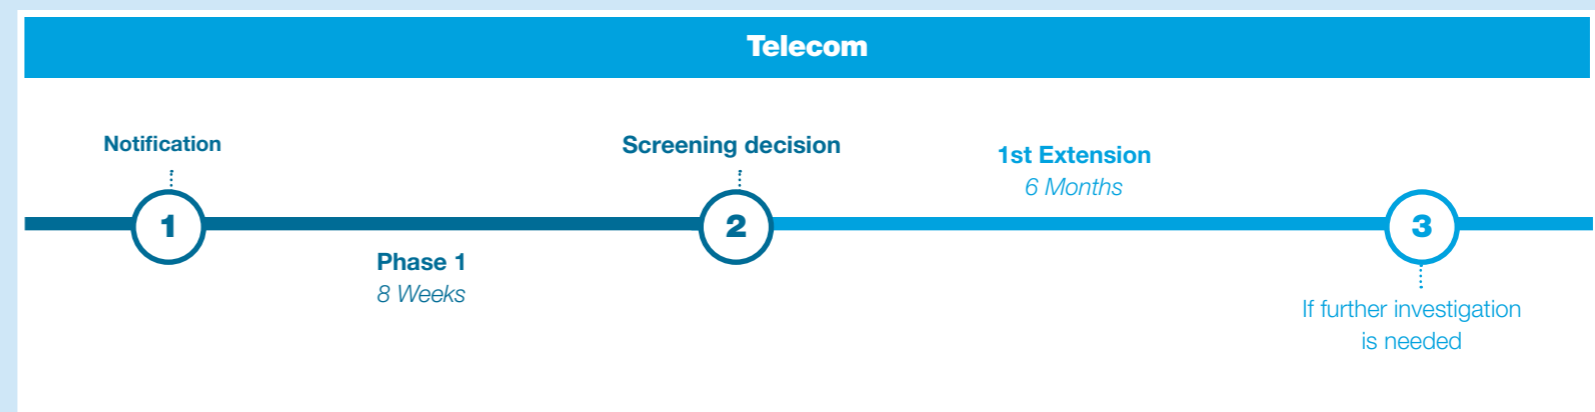 Telecom
Notification
Screening decision
1st Extension
6 Months
1
2
3
Phase 1
8 Weeks
If further investigation
is needed